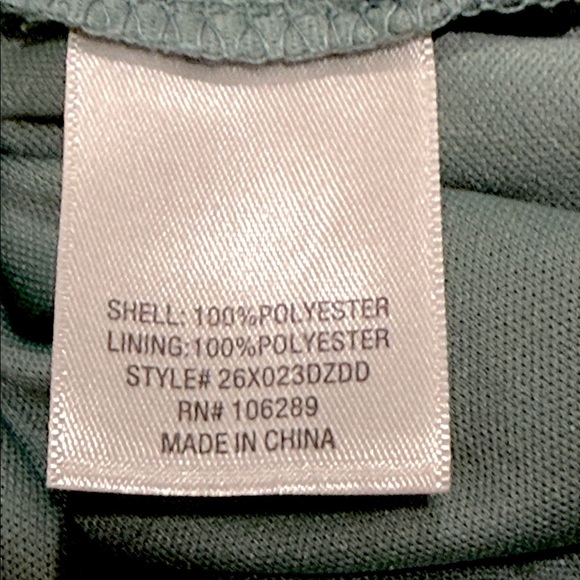 SHELL: 100%POLYESTER
LINING:100%POLYESTER
STYLE# 26X023DZDD
RN# 106289
MADE IN CHINA